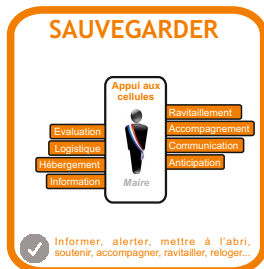 SAUVEGARDER
Appui aux
cellules
Evaluation
Logistique
Hébergement
Information
Ravitaillement
Accompagnement
Communication
Anticipation
Maire
Informer, alerter, mettre à l'abri,
soutenir, accompagner, ravitailler, reloger...